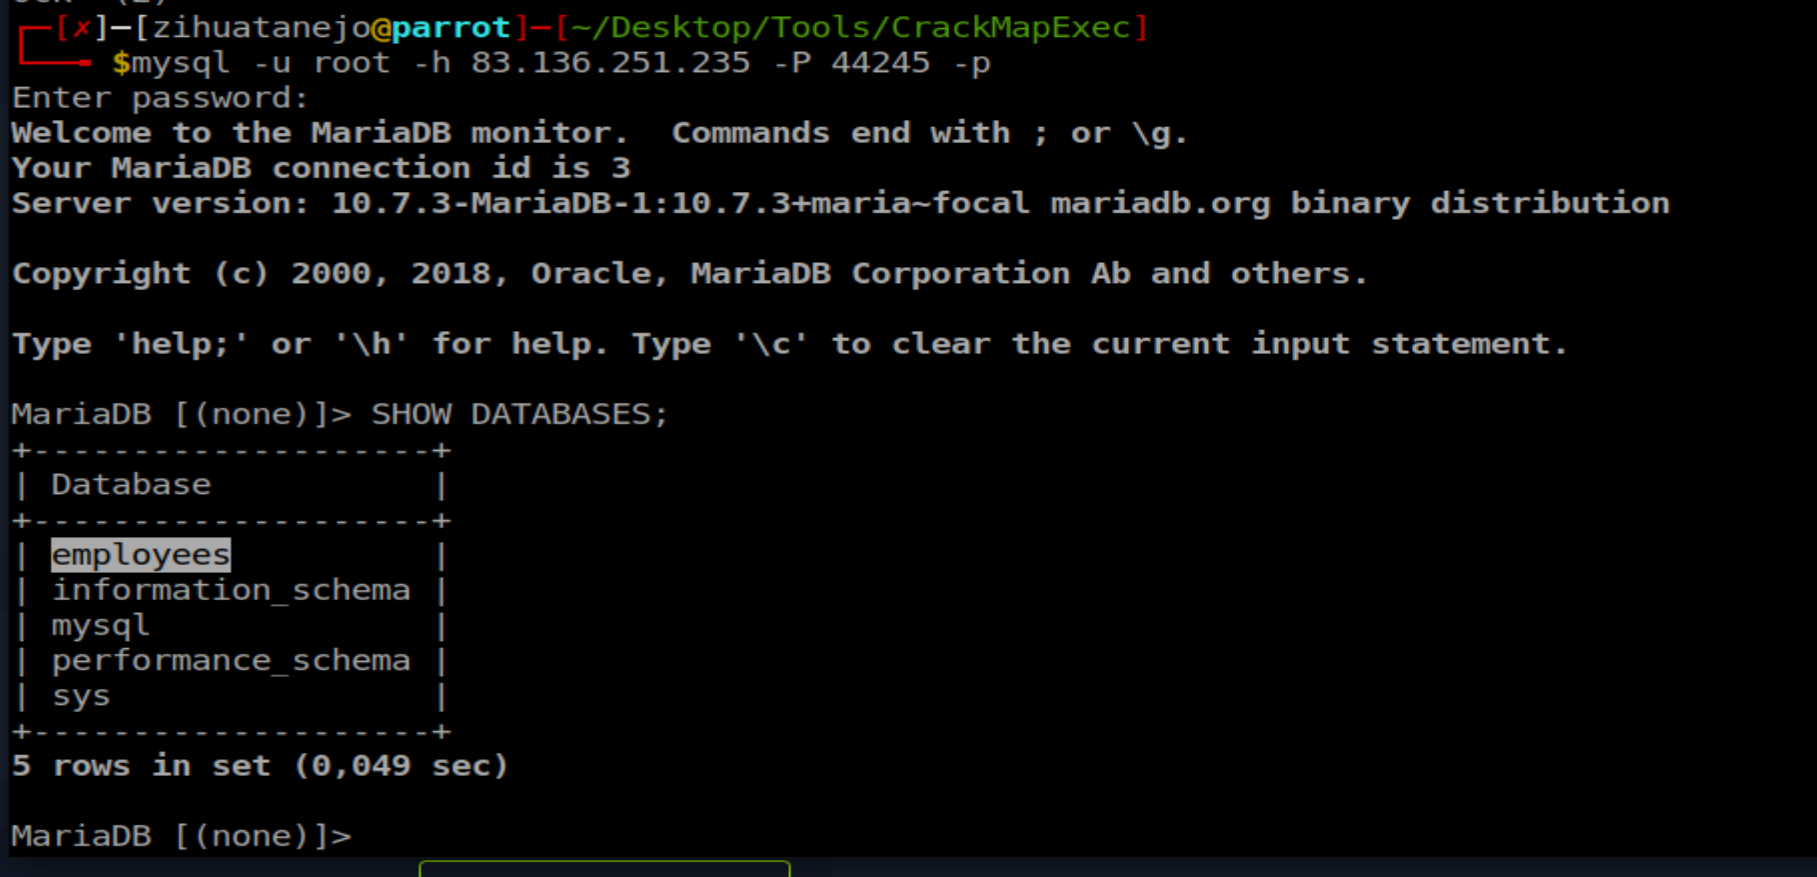 [x]-[zihuatanejo@parrot]-[~/Desktop/Tools/CrackMapExec]
$mysql -u root -h 83.136.251.235 -P 44245 -p
Enter password:
Welcome to the MariaDB monitor.  Commands end with ; or \g.
Your MariaDB connection id is 3
Server version: 10.7.3-MariaDB-1:10.7.3+maria~focal mariadb.org binary distribution
Copyright (c) 2000, 2018, Oracle, MariaDB Corporation Ab and others.
Type 'help;' or '\h' for help. Type '\c' to clear the current input statement.
MariaDB [(none)]> SHOW DATABASES;
+--------------------+
| Database           |
+--------------------+
| employees          |
| information_schema |
| mysql              |
| performance_schema |
| sys                |
+--------------------+
5 rows in set (0,049 sec)
MariaDB [(none)]>